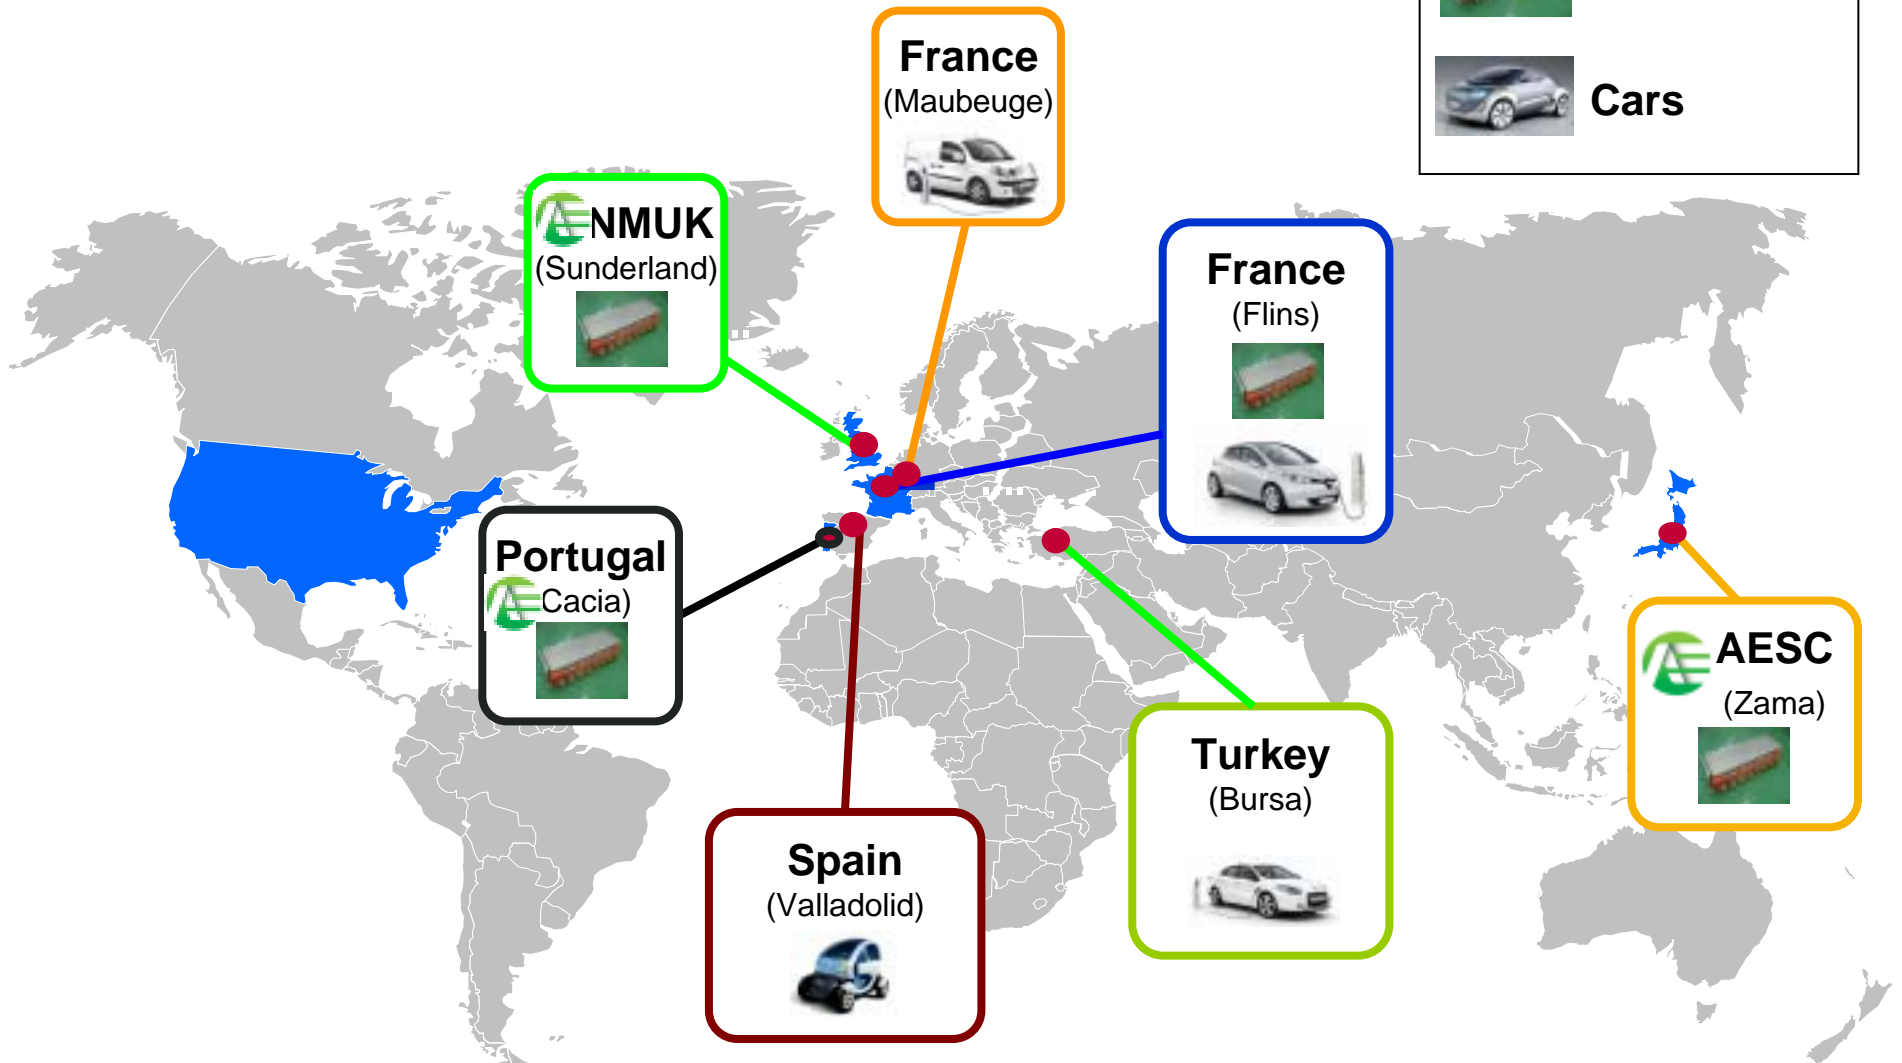 Cars
France
(Maubeuge)
NMUK
(Sunderland)
France
(Flins)
Portugal
Cacia)
AESC
(Zama)
Turkey
(Bursa)
Spain
(Valladolid)